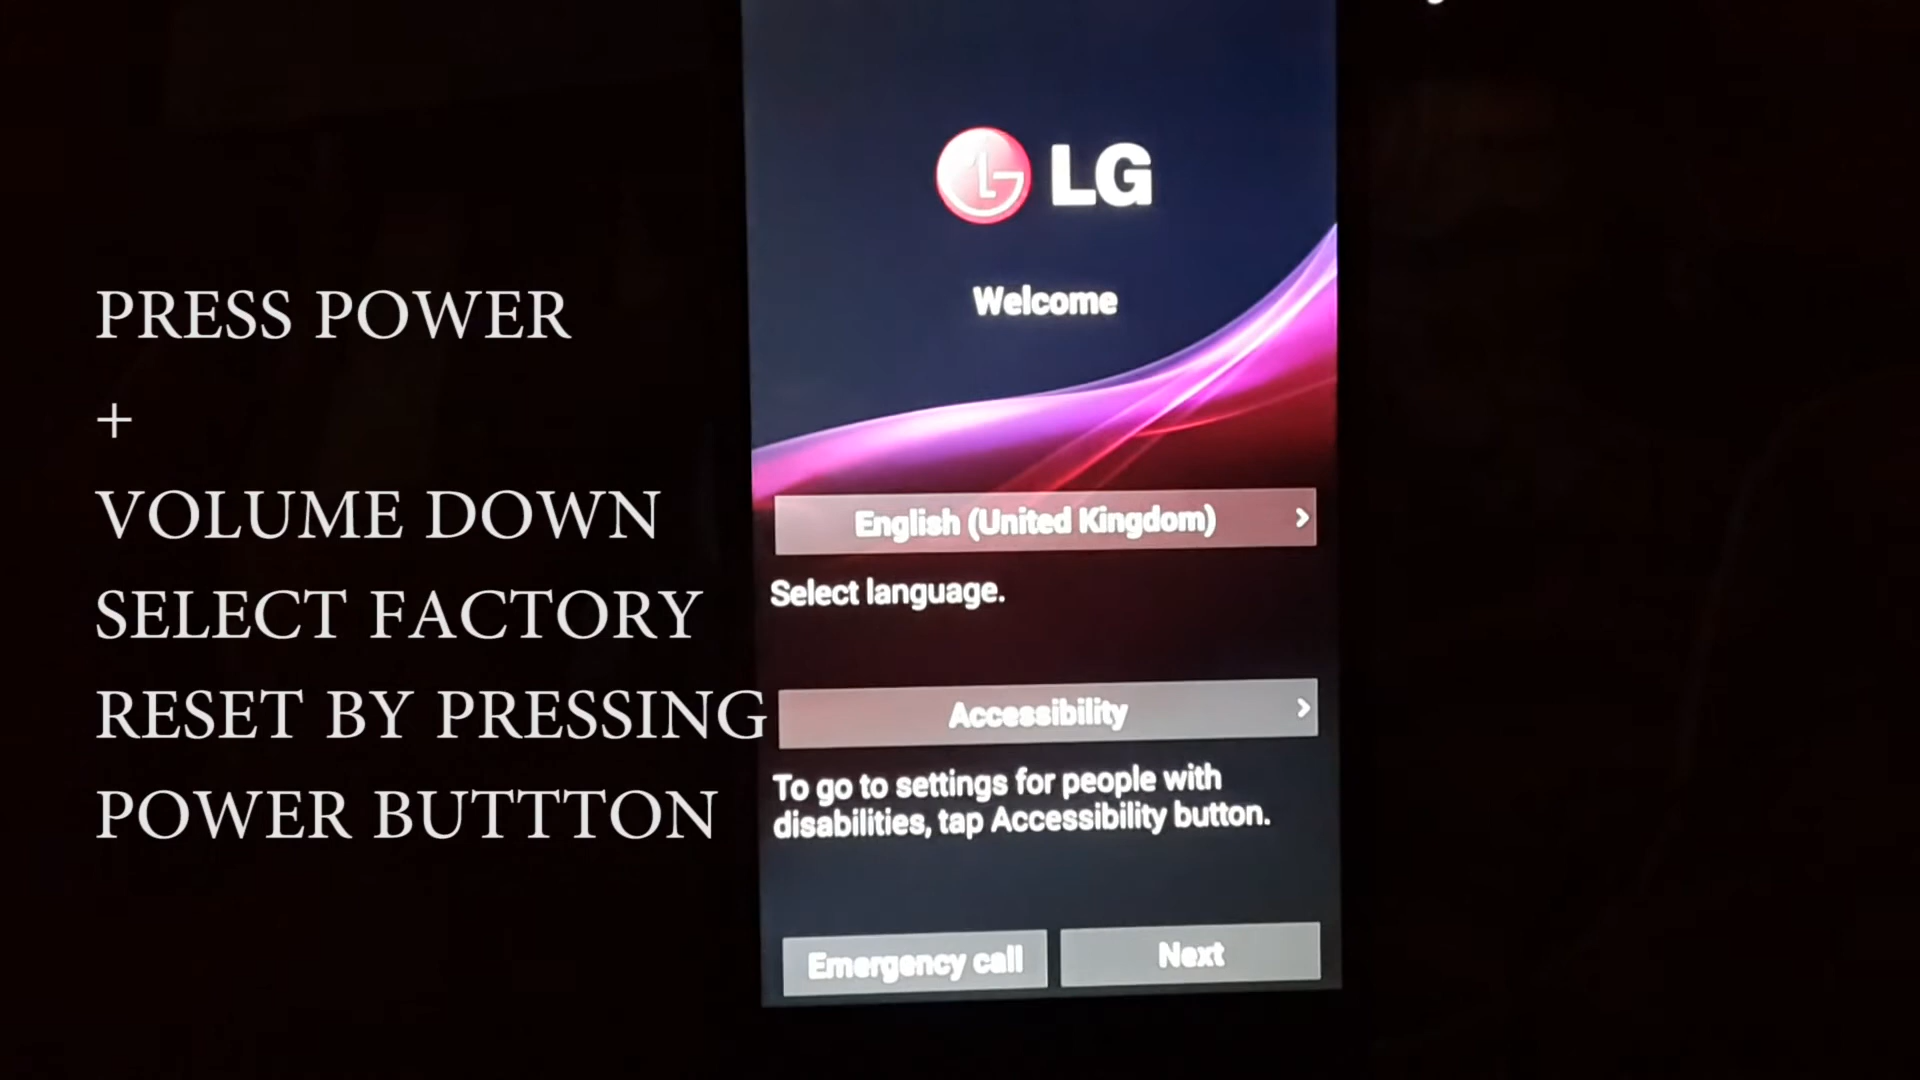 PRESS POWER
+
VOLUME DOWN
SELECT FACTORY
RESET BY PRESSING
POWER BUTTTON
LG
Welcome
English (United Kingdom)
Select language.
Accessibility
To go to settings for people with
disabilities, tap Accessibility button.
Emergency call
Next